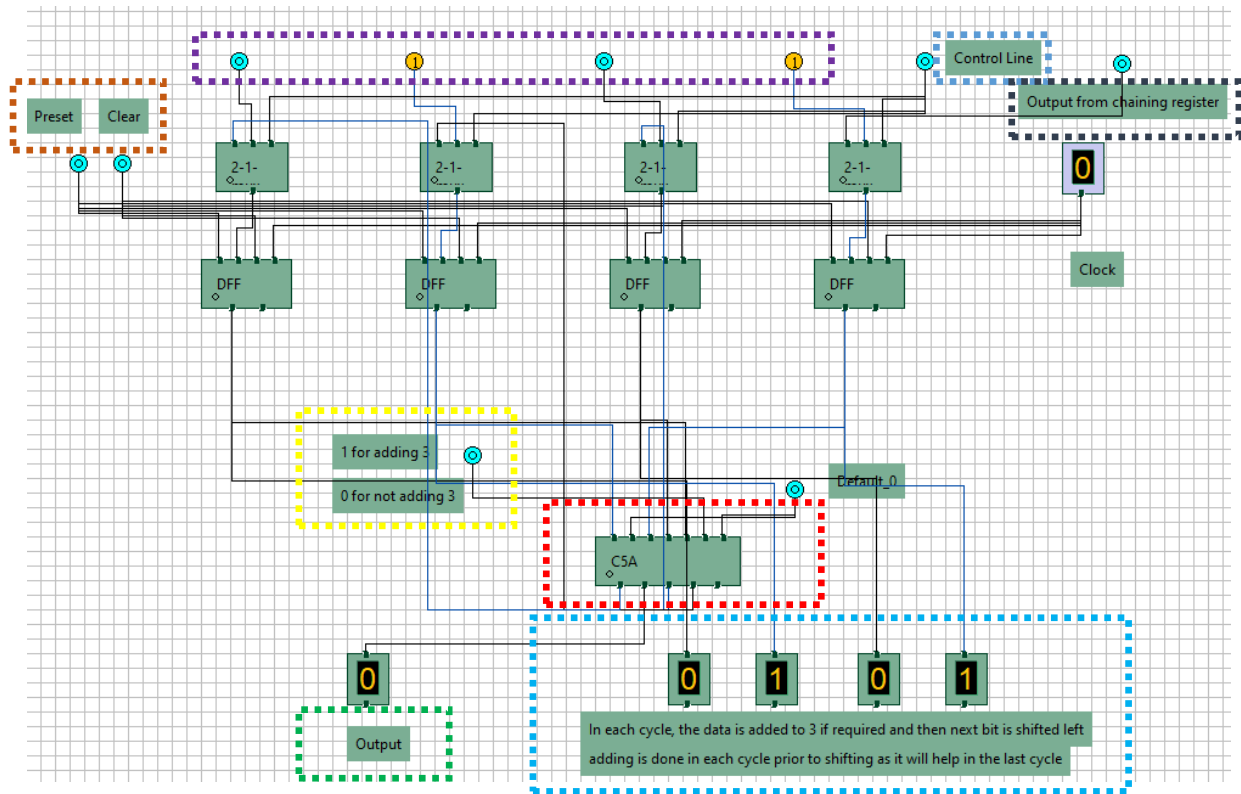 1
1
Control Line
Output from chaining register
Preset
Clear
2-1-
2-1-
2-1-
2-1-
0
DFF
DFF
DFF
DFF
Clock
1 for adding 3
0 for not adding 3
Default_0
C5A
0
0
1
0
1
Output
In each cycle, the data is added to 3 if required and then next bit is shifted left
adding is done in each cycle prior to shifting as it will help in the last cycle